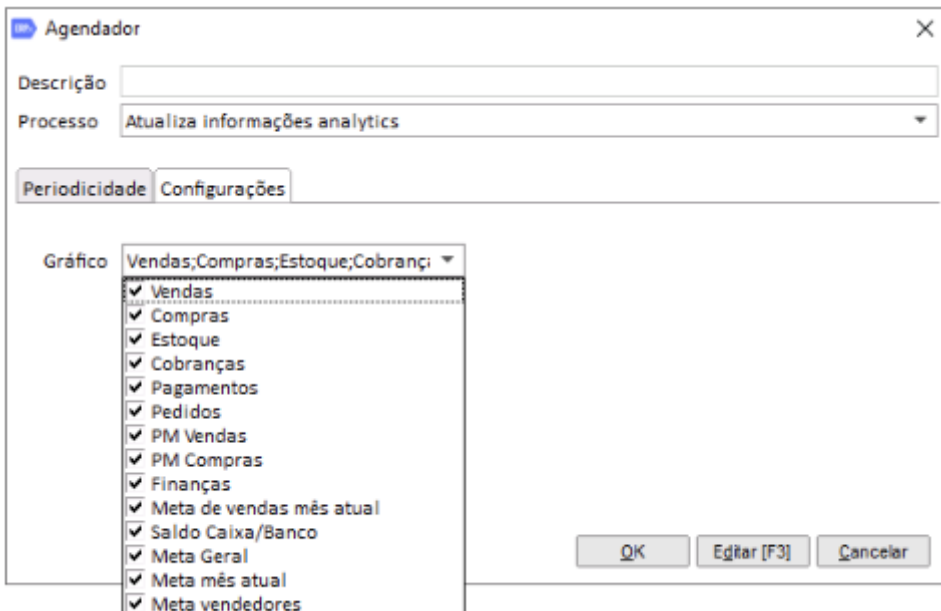 Agendador
Descrição
Processo Atualiza informações analytics
Periodicidade Configurações
Gráfico Vendas;Compras;Estoque;Cobranç
Vendas
Compras
Estoque
Cobranças
Pagamentos
Pedidos
PM Vendas
PM Compras
Finanças
Meta de vendas mês atual
Saldo Caixa/Banco
Meta Geral
OK Editar [F3] Cancelar
Meta mês atual
Meta vendedores